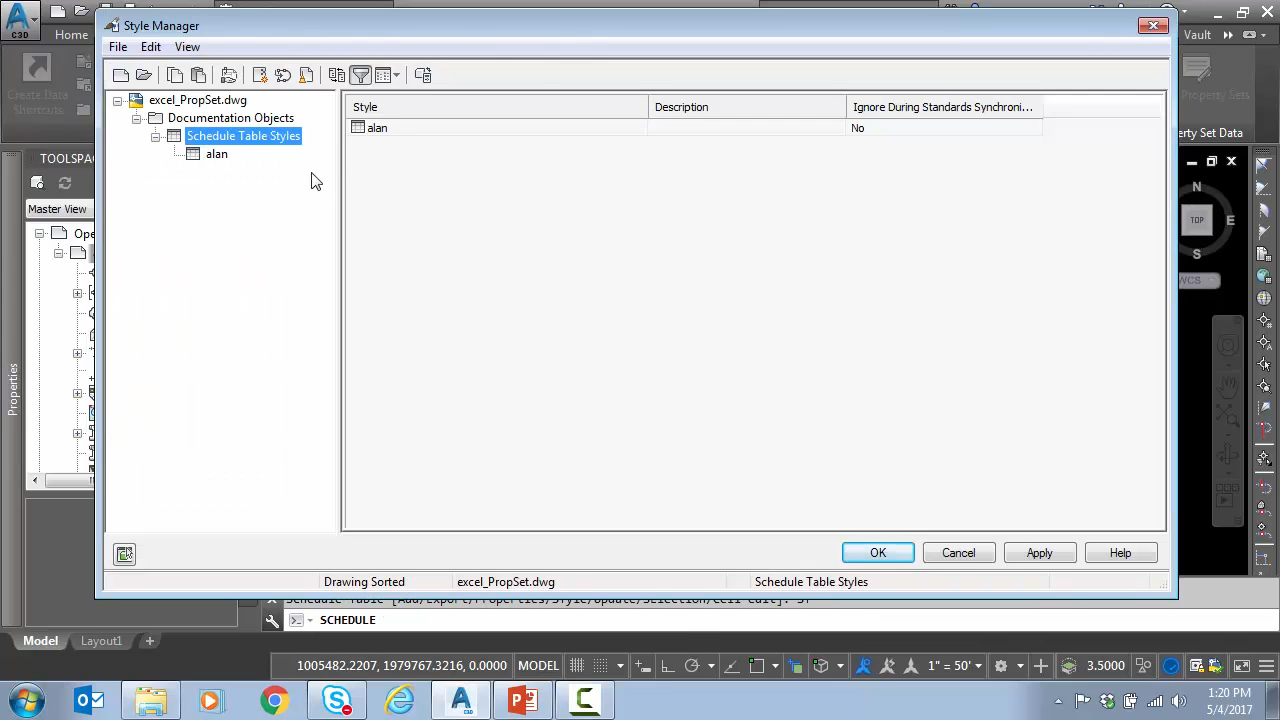 Style Manager
C3D
Home
Vault
File Edit View
Create Data
Shortcuts
excel_PropSet.dwg
Documentation Objects
Schedule Table Styles
alan
Style Description Ignore During Standards Synchroni...
alan No
Property Sets
TOOLSPA
Master View
Ope
Properties
N
TOP
E
S
WCS
OK Cancel Apply Help
Drawing Sorted excel_PropSet.dwg Schedule Table Styles
SCHEDULE
Model Layout1
1005482.2207, 1979767.3216, 0.0000 MODEL 1" = 50' 3.5000
1:20 PM
5/4/2017